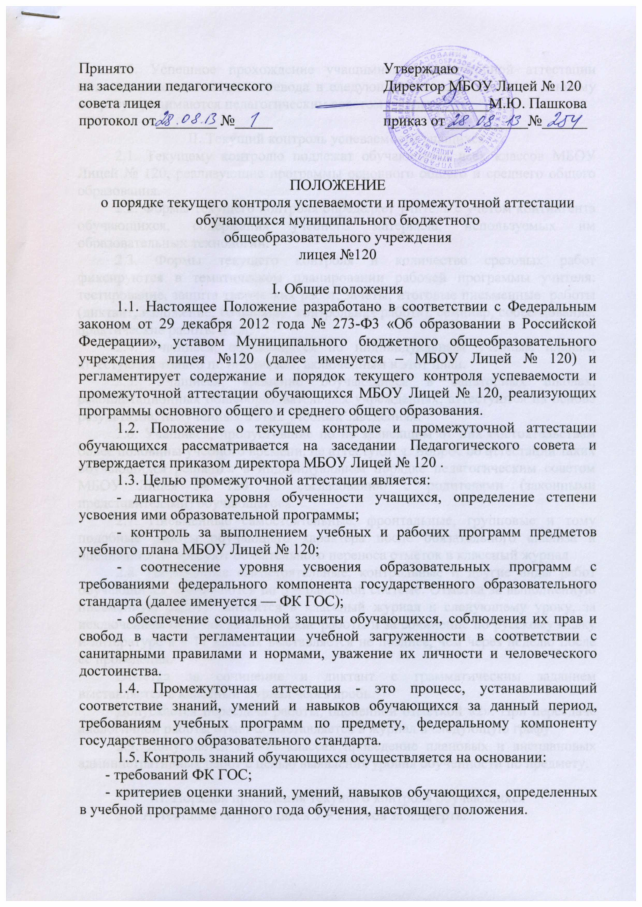 Принято Утверждаю
на заседании педагогического Директор МБОУ Лицей № 120
совета лицея М.Ю. Пашкова
протокол от 28.08.13 № 1 приказ от 28.08.13 № 254
ПОЛОЖЕНИЕ
о порядке текущего контроля успеваемости и промежуточной аттестации
обучающихся муниципального бюджетного
общеобразовательного учреждения
лицея №120
I. Общие положения
1.1. Настоящее Положение разработано в соответствии с Федеральным
законом от 29 декабря 2012 года № 273-ФЗ «Об образовании в Российской
Федерации», уставом Муниципального бюджетного общеобразовательного
учреждения лицея №120 (далее именуется – МБОУ Лицей № 120) и
регламентирует содержание и порядок текущего контроля успеваемости и
промежуточной аттестации обучающихся МБОУ Лицей № 120, реализующих
программы основного общего и среднего общего образования.
1.2. Положение о текущем контроле и промежуточной аттестации
обучающихся рассматривается на заседании Педагогического совета и
утверждается приказом директора МБОУ Лицей № 120 .
1.3. Целью промежуточной аттестации является:
- диагностика уровня обученности учащихся, определение степени
усвоения ими образовательной программы;
- контроль за выполнением учебных и рабочих программ предметов
учебного плана МБОУ Лицей № 120;
- соотнесение уровня усвоения образовательных программ с
требованиями федерального компонента государственного образовательного
стандарта (далее именуется — ФК ГОС);
- обеспечение социальной защиты обучающихся, соблюдения их прав и
свобод в части регламентации учебной загруженности в соответствии с
санитарными правилами и нормами, уважение их личности и человеческого
достоинства.
1.4. Промежуточная аттестация - это процесс, устанавливающий
соответствие знаний, умений и навыков обучающихся за данный период,
требованиям учебных программ по предмету, федеральному компоненту
государственного образовательного стандарта.
1.5. Контроль знаний обучающихся осуществляется на основании:
- требований ФК ГОС;
- критериев оценки знаний, умений, навыков обучающихся, определенных
в учебной программе данного года обучения, настоящего положения.